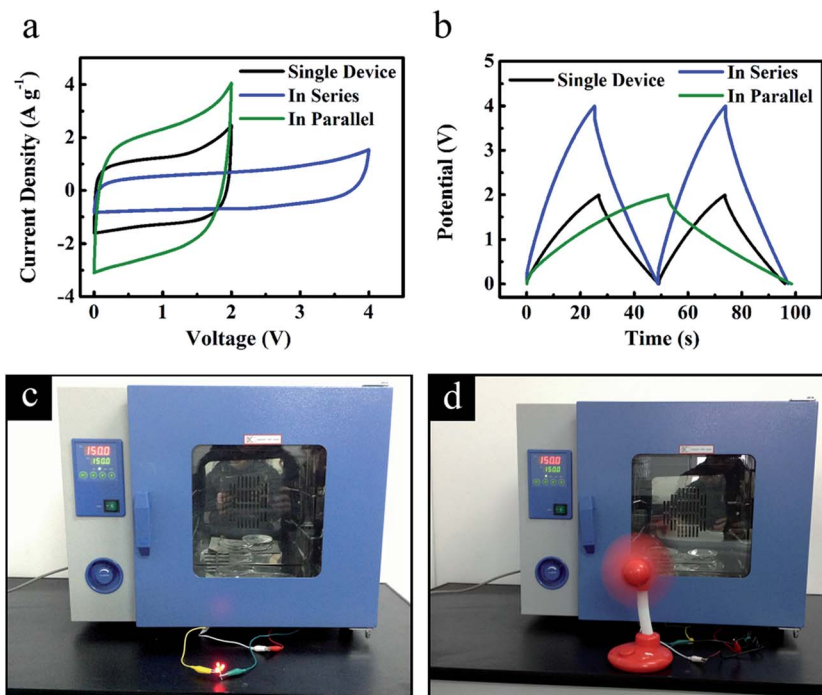 a
Single Device
In Series
In Parallel
Current Density (A g⁻¹)
4
2
0
-2
-4
0 1 2 3 4
Voltage (V)
b
Single Device
In Series
In Parallel
Potential (V)
5
4
3
2
1
0
0 20 40 60 80 100
Time (s)
c
150.0
150.0
d
150.0
150.0